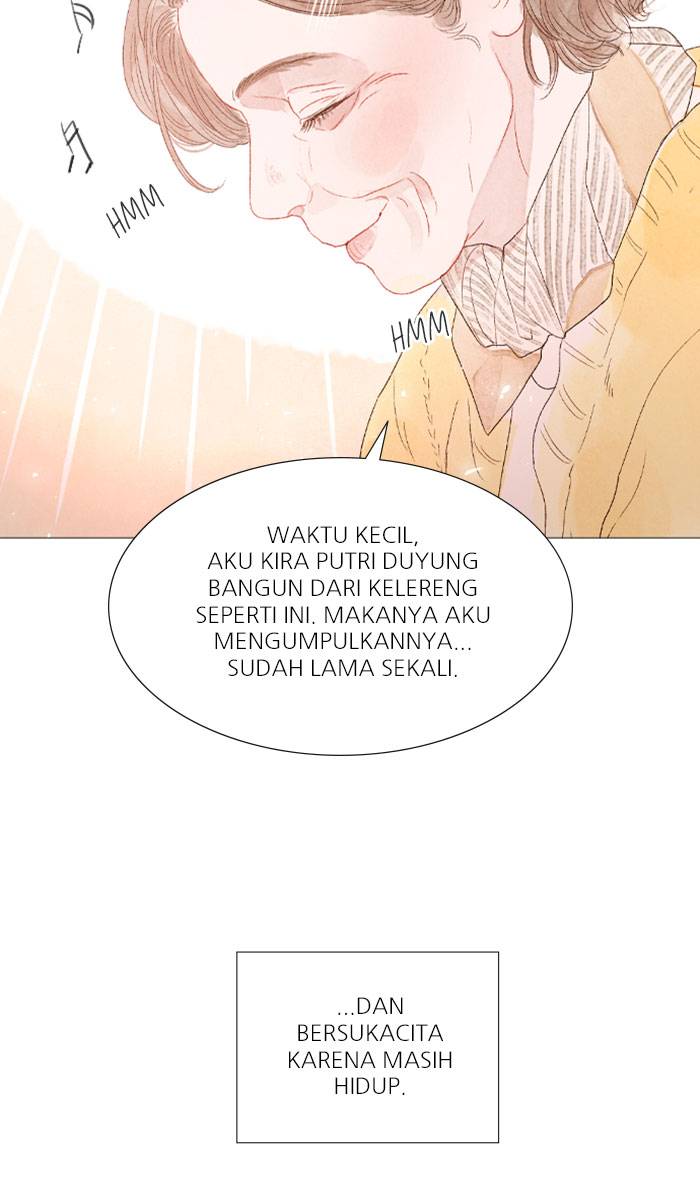 HMM
HMM
WAKTU KECIL,
AKU KIRA PUTRI DUYUNG
BANGUN DARI KELERENG
SEPERTI INI. MAKANYA AKU
MENGUMPULKANNYA...
SUDAH LAMA SEKALI.
...DAN
BERSUKACITA
KARENA MASIH
HIDUP.